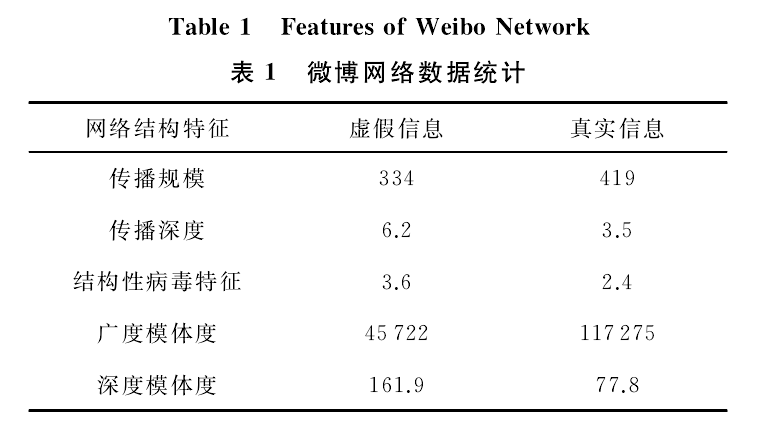 Table 1 Features of Weibo Network
表 1 微博网络数据统计
网络结构特征 虚假信息 真实信息
传播规模 334 419
传播深度 6.2 3.5
结构性病毒特征 3.6 2.4
广度模体度 45 722 117 275
深度模体度 161.9 77.8